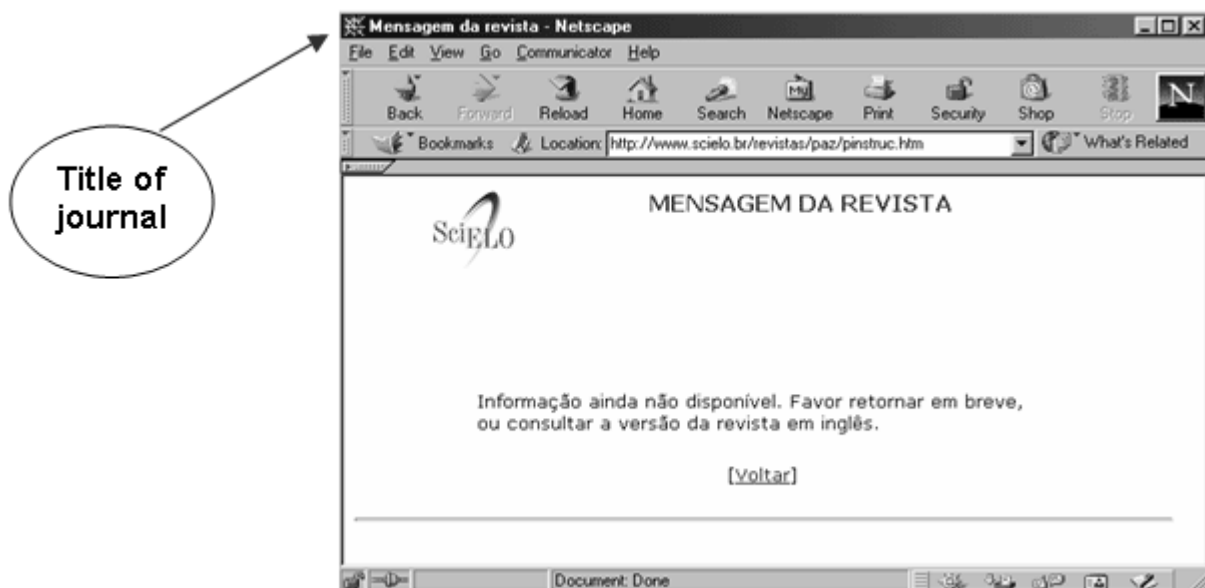 Mensagem da revista - Netscape
File Edit View Go Communicator Help
Back Forward Reload Home Search Netscape Print Security Shop Stop
My
N
Bookmarks Location: http://www.scielo.br/revistas/paz/pinstruc.htm What's Related
Title of
journal
SciELO
MENSAGEM DA REVISTA
Informação ainda não disponível. Favor retornar em breve,
ou consultar a versão da revista em inglês.
[Voltar]
Document: Done